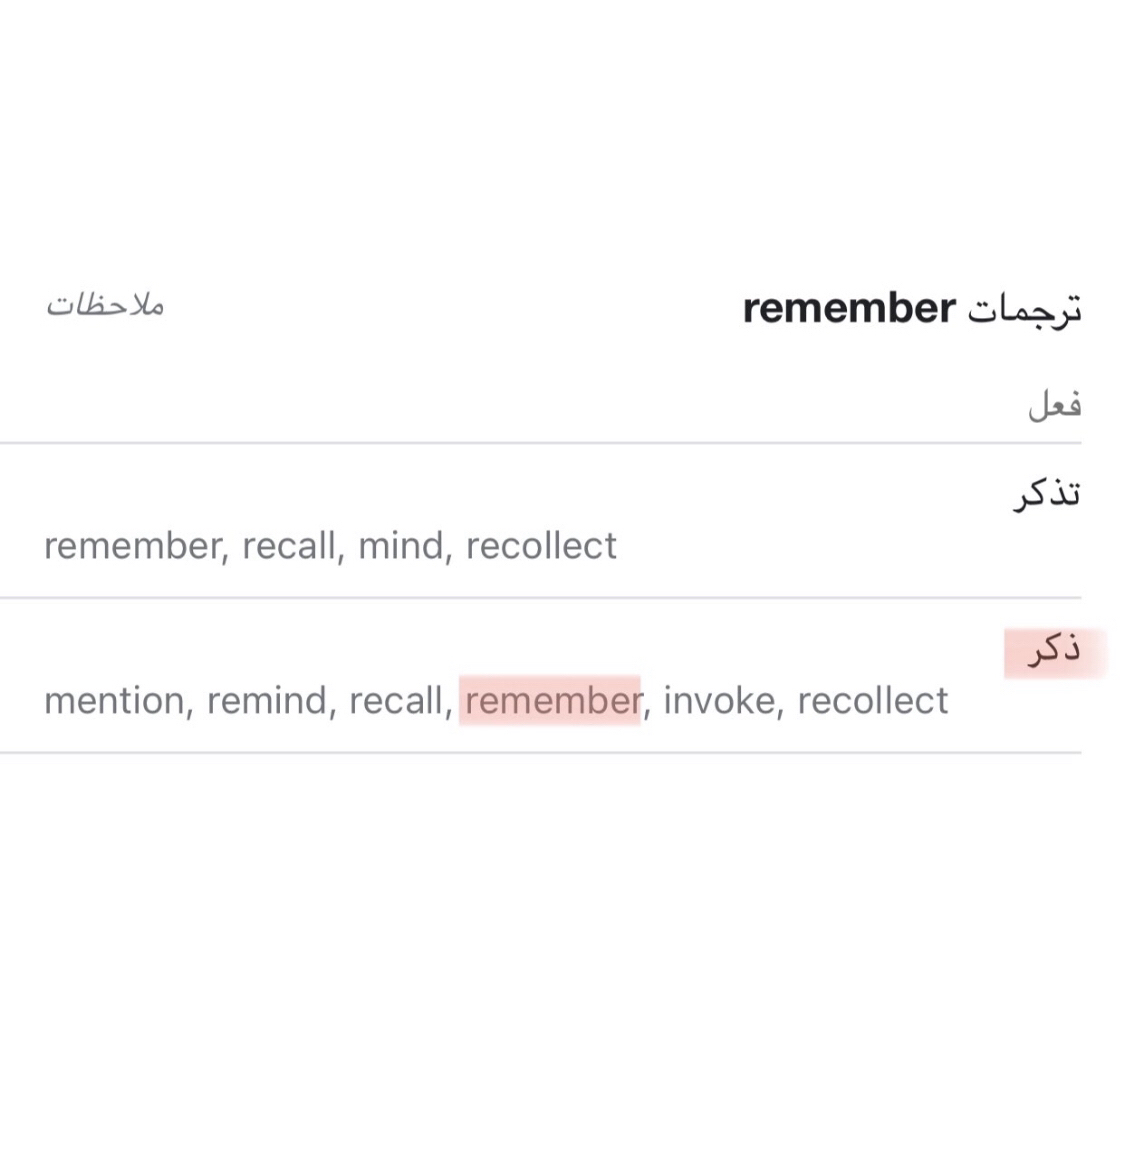 ترجمات remember ملاحظات
فعل
تذكر
remember, recall, mind, recollect
ذكر
mention, remind, recall, remember, invoke, recollect